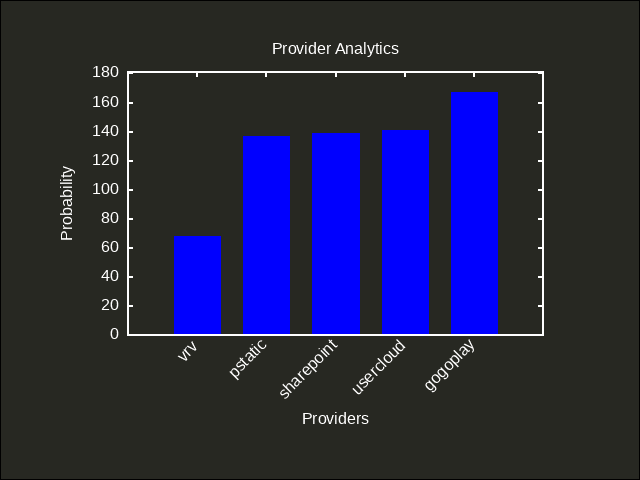 Provider Analytics
180
160
140
120
100
80
60
40
20
0
Probability
vrv
pstatic
sharepoint
usercloud
gogoplay
Providers